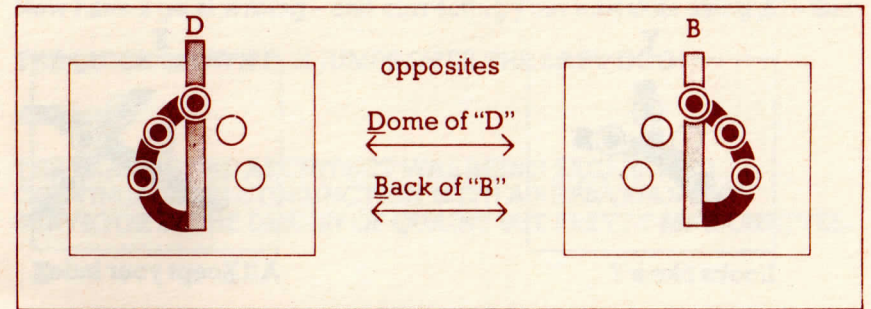 D
B
opposites
Dome of “D”
Back of “B”